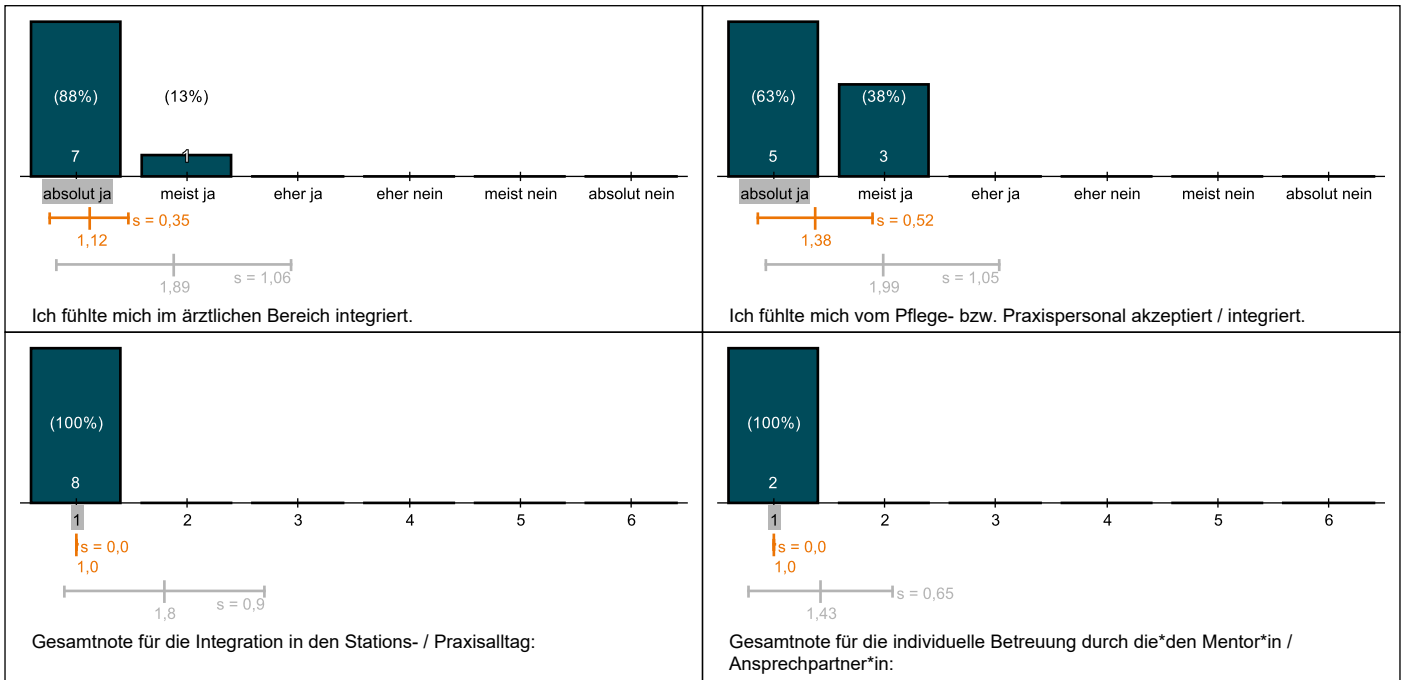 (88%) (13%)
7 1
absolut ja meist ja eher ja eher nein meist nein absolut nein
s = 0,35
1,12
s = 1,06
1,89
Ich fühlte mich im ärztlichen Bereich integriert.
(63%) (38%)
5 3
absolut ja meist ja eher ja eher nein meist nein absolut nein
s = 0,52
1,38
s = 1,05
1,99
Ich fühlte mich vom Pflege- bzw. Praxispersonal akzeptiert / integriert.
(100%)
8
1 2 3 4 5 6
s = 0,0
1,0
s = 0,9
1,8
Gesamtnote für die Integration in den Stations- / Praxisalltag:
(100%)
2
1 2 3 4 5 6
s = 0,0
1,0
s = 0,65
1,43
Gesamtnote für die individuelle Betreuung durch die*den Mentor*in /
Ansprechpartner*in: